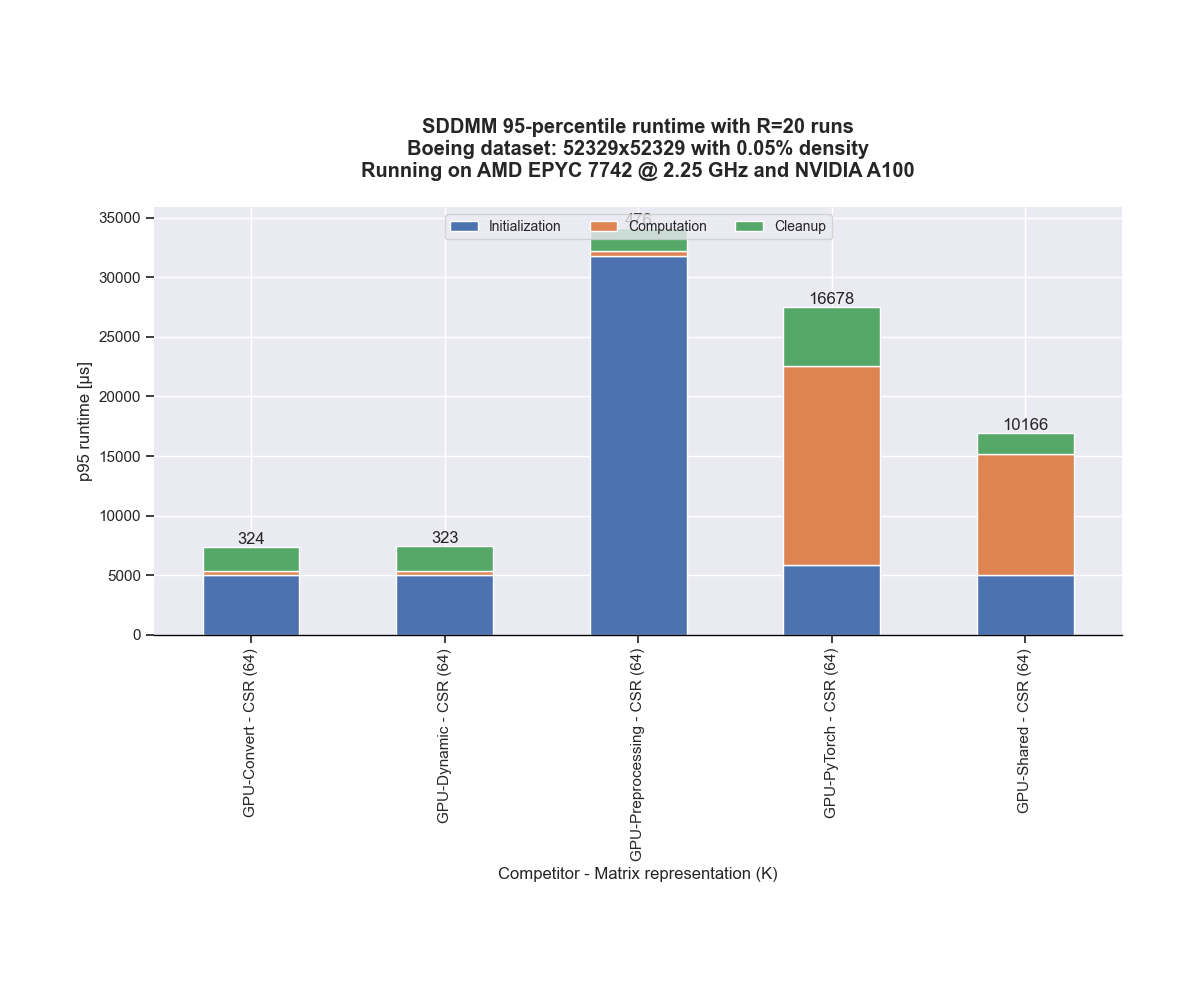 SDDMM 95-percentile runtime with R=20 runs
Boeing dataset: 52329x52329 with 0.05% density
Running on AMD EPYC 7742 @ 2.25 GHz and NVIDIA A100
35000
30000
25000
20000
15000
10000
5000
0
p95 runtime [μs]
476
Initialization
Computation
Cleanup
16678
10166
324
323
GPU-Convert - CSR (64)
GPU-Dynamic - CSR (64)
GPU-Preprocessing - CSR (64)
GPU-PyTorch - CSR (64)
GPU-Shared - CSR (64)
Competitor - Matrix representation (K)